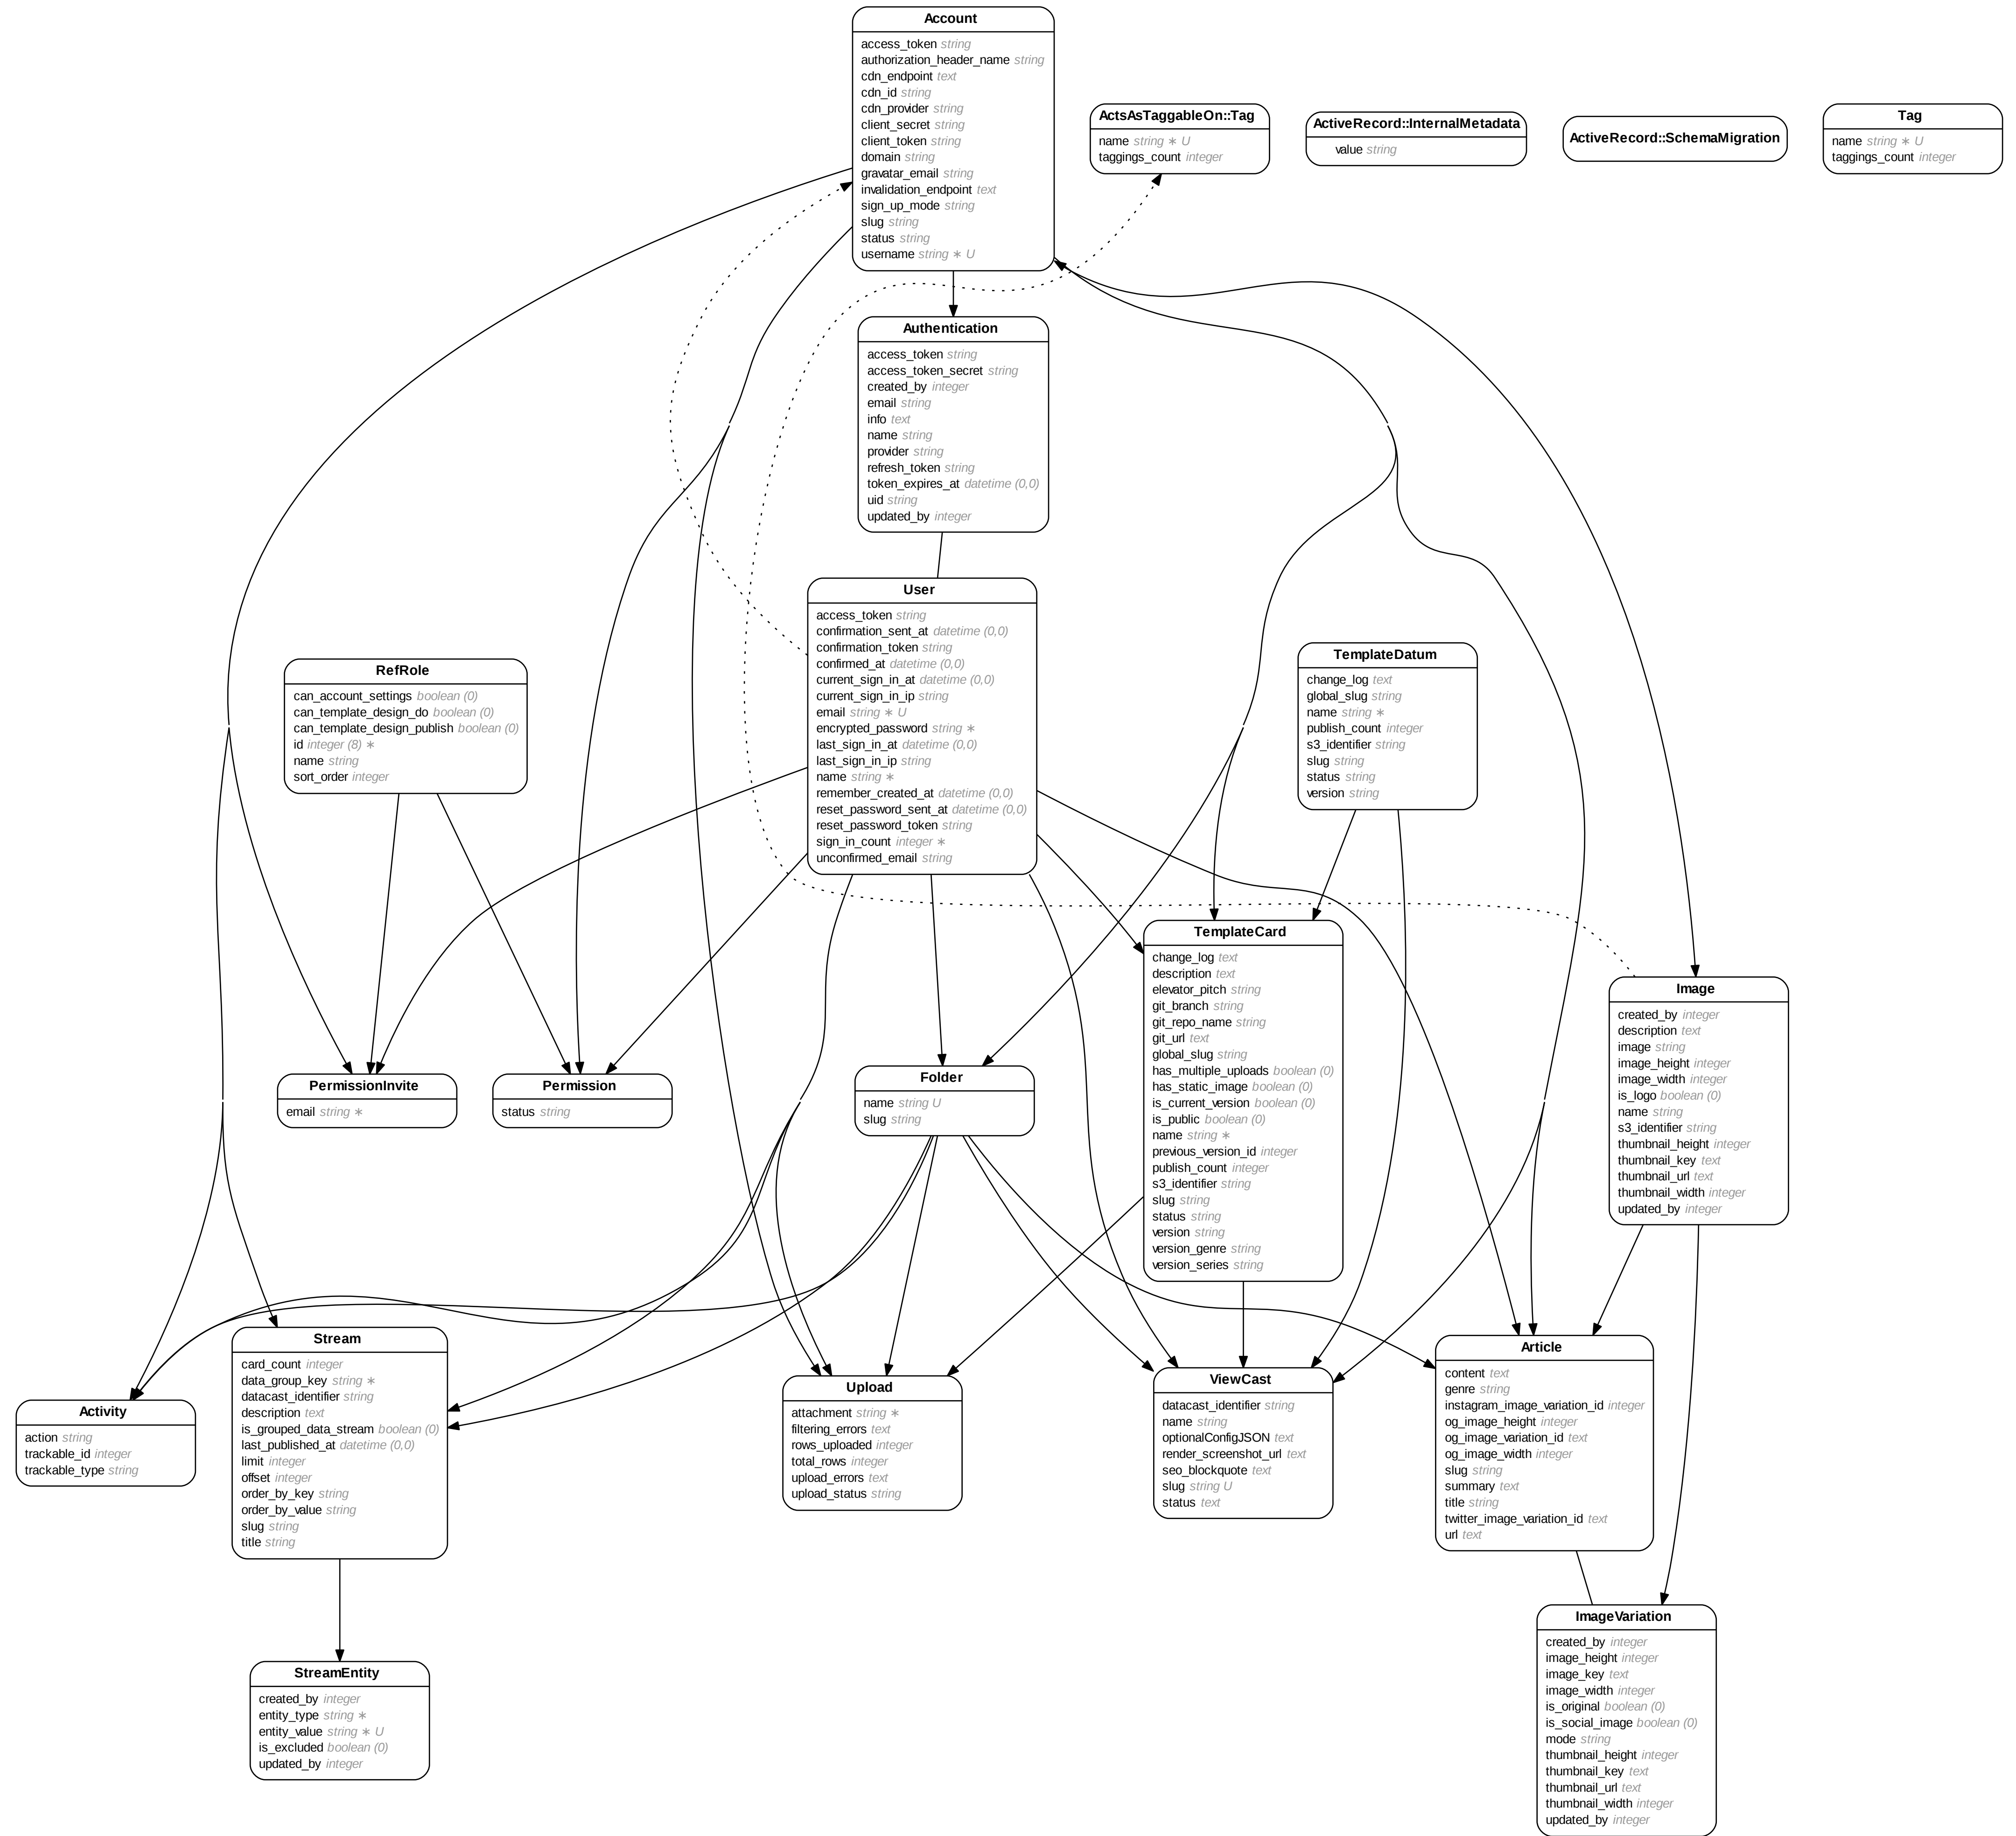 Account
access_token string
authorization_header_name string
cdn_endpoint text
cdn_id string
cdn_provider string
client_secret string
client_token string
domain string
gravatar_email string
invalidation_endpoint text
sign_up_mode string
slug string
status string
username string ∗ U
ActsAsTaggableOn::Tag
name string ∗ U
taggings_count integer
ActiveRecord::InternalMetadata
value string
ActiveRecord::SchemaMigration
Tag
name string ∗ U
taggings_count integer
Authentication
access_token string
access_token_secret string
created_by integer
email string
info text
name string
provider string
refresh_token string
token_expires_at datetime (0,0)
uid string
updated_by integer
User
access_token string
confirmation_sent_at datetime (0,0)
confirmation_token string
confirmed_at datetime (0,0)
current_sign_in_at datetime (0,0)
current_sign_in_ip string
email string ∗ U
encrypted_password string ∗
last_sign_in_at datetime (0,0)
last_sign_in_ip string
name string ∗
remember_created_at datetime (0,0)
reset_password_sent_at datetime (0,0)
reset_password_token string
sign_in_count integer ∗
unconfirmed_email string
RefRole
can_account_settings boolean (0)
can_template_design_do boolean (0)
can_template_design_publish boolean (0)
id integer (8) ∗
name string
sort_order integer
TemplateDatum
change_log text
global_slug string
name string ∗
publish_count integer
s3_identifier string
slug string
status string
version string
TemplateCard
change_log text
description text
elevator_pitch string
git_branch string
git_repo_name string
git_url text
global_slug string
has_multiple_uploads boolean (0)
has_static_image boolean (0)
is_current_version boolean (0)
is_public boolean (0)
name string ∗
previous_version_id integer
publish_count integer
s3_identifier string
slug string
status string
version string
version_genre string
version_series string
Image
created_by integer
description text
image string
image_height integer
image_width integer
is_logo boolean (0)
name string
s3_identifier string
thumbnail_height integer
thumbnail_key text
thumbnail_url text
thumbnail_width integer
updated_by integer
PermissionInvite
email string ∗
Permission
status string
Folder
name string U
slug string
Activity
action string
trackable_id integer
trackable_type string
Stream
card_count integer
data_group_key string ∗
datacast_identifier string
description text
is_grouped_data_stream boolean (0)
last_published_at datetime (0,0)
limit integer
offset integer
order_by_key string
order_by_value string
slug string
title string
Upload
attachment string ∗
filtering_errors text
rows_uploaded integer
total_rows integer
upload_errors text
upload_status string
ViewCast
datacast_identifier string
name string
optionalConfigJSON text
render_screenshot_url text
seo_blockquote text
slug string U
status text
Article
content text
genre string
instagram_image_variation_id integer
og_image_height integer
og_image_variation_id text
og_image_width integer
slug string
summary text
title string
twitter_image_variation_id text
url text
StreamEntity
created_by integer
entity_type string ∗
entity_value string ∗ U
is_excluded boolean (0)
updated_by integer
ImageVariation
created_by integer
image_height integer
image_key text
image_width integer
is_original boolean (0)
is_social_image boolean (0)
mode string
thumbnail_height integer
thumbnail_key text
thumbnail_url text
thumbnail_width integer
updated_by integer